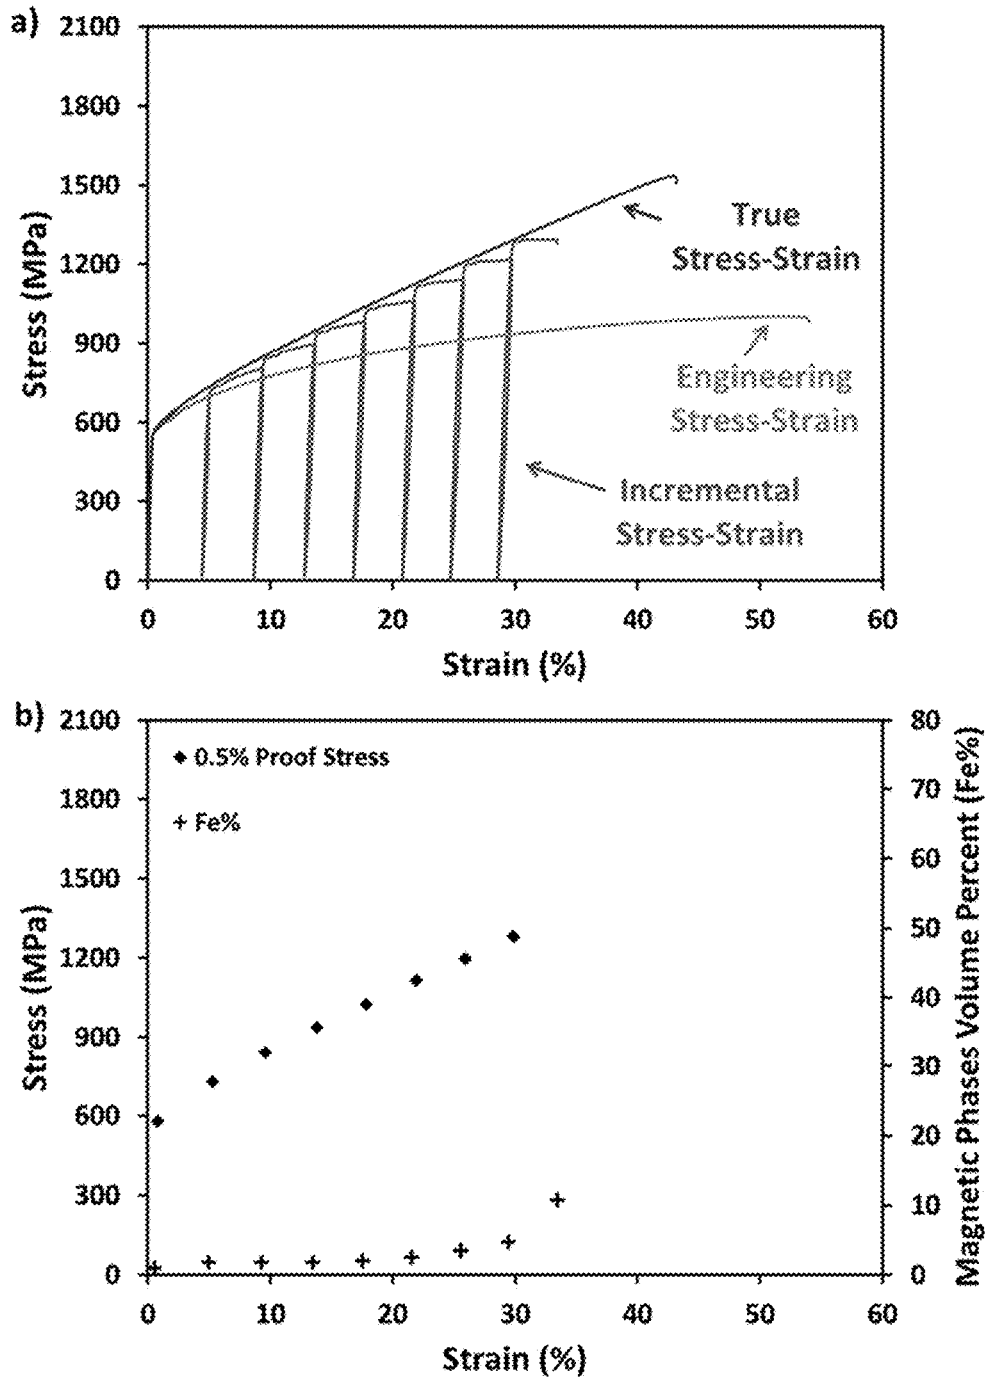 a)
2100
1800
1500
1200
900
600
300
0
Stress (MPa)
True
Stress-Strain
Engineering
Stress-Strain
Incremental
Stress-Strain
0 10 20 30 40 50 60
Strain (%)
b)
2100
1800
1500
1200
900
600
300
0
Stress (MPa)
0.5% Proof Stress
Fe%
80
70
60
50
40
30
20
10
0
Magnetic Phases Volume Percent (Fe%)
0 10 20 30 40 50 60
Strain (%)